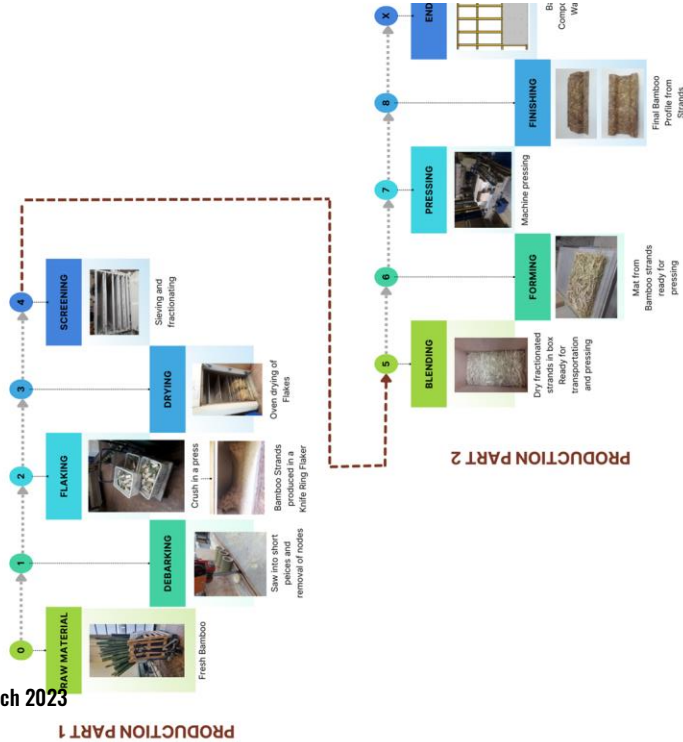 PRODUCTION PART 1
0
RAW MATERIAL
Fresh Bamboo
1
DEBARKING
Saw into short
peices and
removal of nodes
2
FLAKING
Crush in a press
Bamboo Strands
produced in a
Knife Ring Flaker
3
DRYING
Oven drying of
Flakes
4
SCREENING
Sieving and
fractionating
PRODUCTION PART 2
5
BLENDING
Dry fractionated
strands in box
Ready for
transportation
and pressing
6
FORMING
Mat from
Bamboo strands
ready for
pressing
7
PRESSING
Machine pressing
8
FINISHING
Final Bamboo
Profile from
Strands
X
END
Ba
Compo
Wa
ch 2023